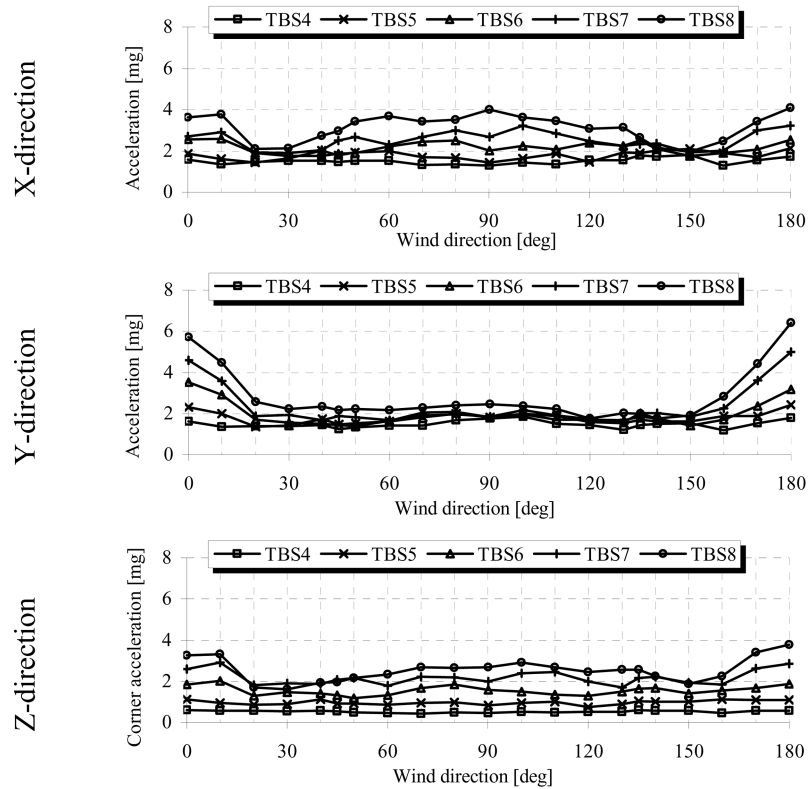 X-direction
Acceleration [mg]
TBS4 TBS5 TBS6 TBS7 TBS8
8
6
4
2
0
0 30 60 90 120 150 180
Wind direction [deg]
Y-direction
Acceleration [mg]
TBS4 TBS5 TBS6 TBS7 TBS8
8
6
4
2
0
0 30 60 90 120 150 180
Wind direction [deg]
Z-direction
Corner acceleration [mg]
TBS4 TBS5 TBS6 TBS7 TBS8
8
6
4
2
0
0 30 60 90 120 150 180
Wind direction [deg]